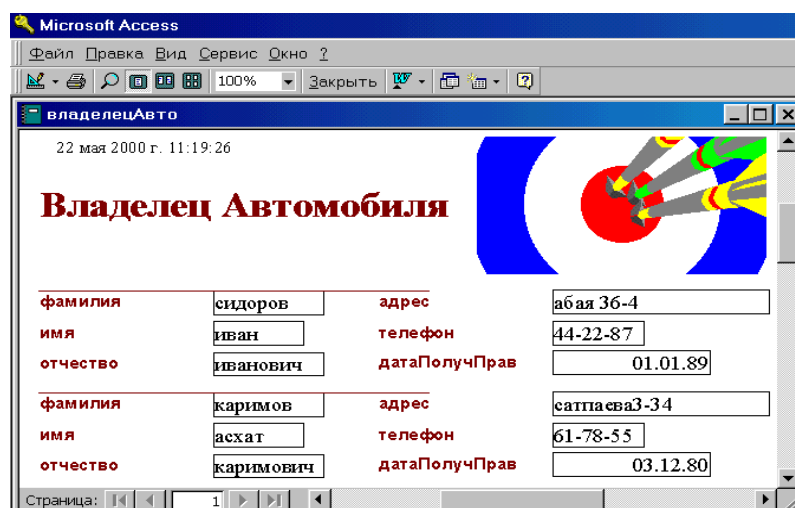 Microsoft Access
Файл Правка Вид Сервис Окно ?
100% Закрыть
владелецАвто
22 мая 2000 г. 11:19:26
Владелец Автомобиля
фамилия сидоров адрес абая 36-4
имя иван телефон 44-22-87
отчество иванович датаПолучПрав 01.01.89
фамилия каримов адрес сатпаева3-34
имя асхат телефон 61-78-55
отчество каримович датаПолучПрав 03.12.80
Страница: 1